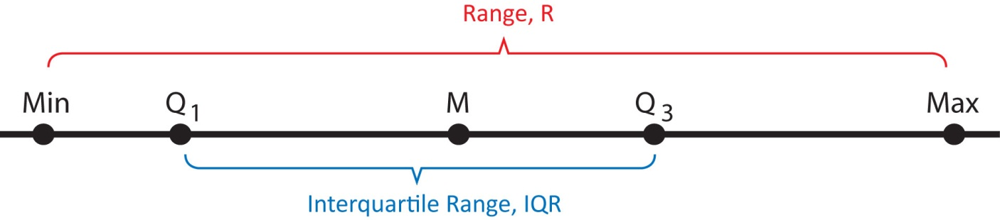 Range, R
Min Q1 M Q3 Max
Interquartile Range, IQR